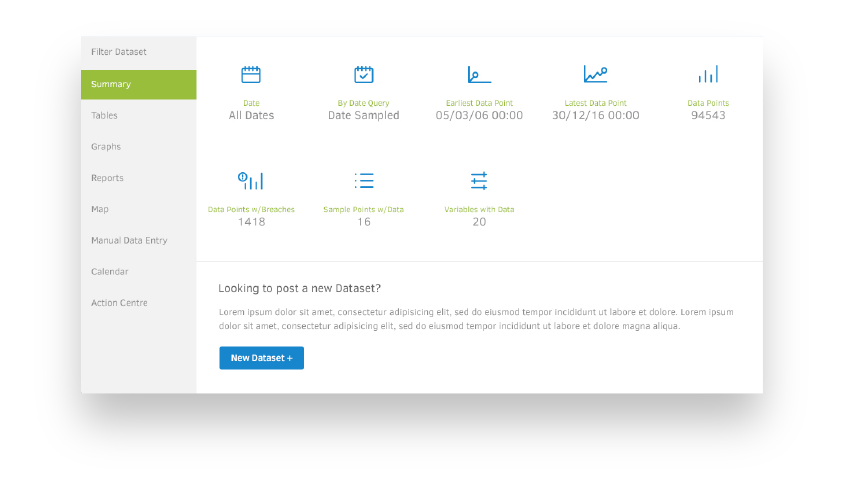 Filter Dataset
Summary
Tables
Graphs
Reports
Map
Manual Data Entry
Calendar
Action Centre
Date
All Dates
By Date Query
Date Sampled
Earliest Data Point
05/03/06 00:00
Latest Data Point
30/12/16 00:00
Data Points
94543
Data Points w/Breaches
1418
Sample Points w/Data
16
Variables with Data
20
Looking to post a new Dataset?
Lorem ipsum dolor sit amet, consectetur adipisicing elit, sed do eiusmod tempor incididunt ut labore et dolore. Lorem ipsum
dolor sit amet, consectetur adipisicing elit, sed do eiusmod tempor incididunt ut labore et dolore magna aliqua.
New Dataset +